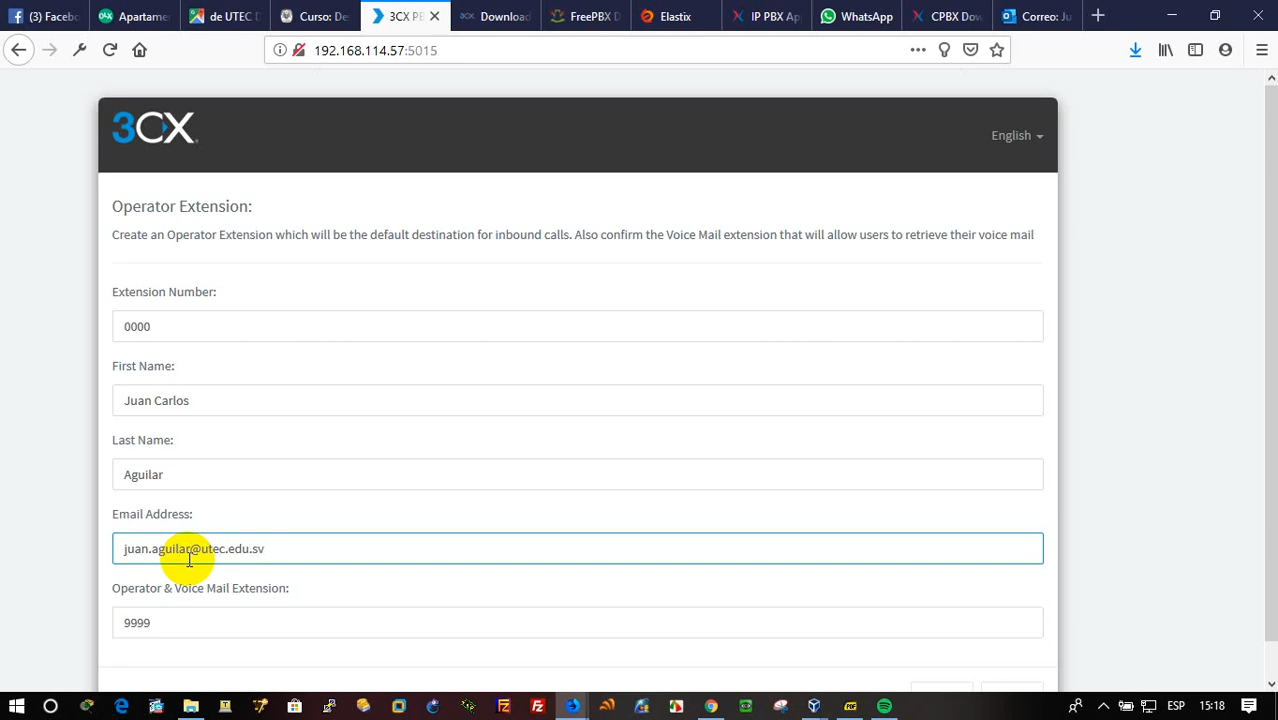 (3) Facebo
Apartame
de UTEC D
Curso: De
3CX PB
Download
FreePBX D
Elastix
IP PBX Ap
WhatsApp
CPBX Dow
Correo: Ju
192.168.114.57:5015
3CX
English
Operator Extension:
Create an Operator Extension which will be the default destination for inbound calls. Also confirm the Voice Mail extension that will allow users to retrieve their voice mail
Extension Number:
0000
First Name:
Juan Carlos
Last Name:
Aguilar
Email Address:
juan.aguilar@utec.edu.sv
Operator & Voice Mail Extension:
9999
ESP
15:18